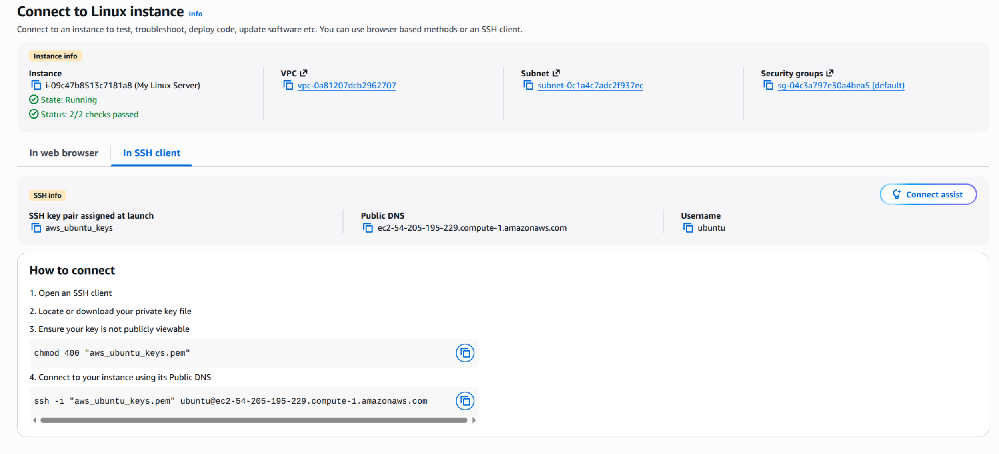 Connect to Linux instance Info
Connect to an instance to test, troubleshoot, deploy code, update software etc. You can use browser based methods or an SSH client.
Instance info
Instance
i-09c47b8513c7181a8 (My Linux Server)
State: Running
Status: 2/2 checks passed
VPC
vpc-0a81207dcb2962707
Subnet
subnet-0c1a4c7adc2f937ec
Security groups
sg-04c3a797e30a4bea5 (default)
In web browser
In SSH client
SSH info
Connect assist
SSH key pair assigned at launch
aws_ubuntu_keys
Public DNS
ec2-54-205-195-229.compute-1.amazonaws.com
Username
ubuntu
How to connect
1. Open an SSH client
2. Locate or download your private key file
3. Ensure your key is not publicly viewable
chmod 400 "aws_ubuntu_keys.pem"
4. Connect to your instance using its Public DNS
ssh -i "aws_ubuntu_keys.pem" ubuntu@ec2-54-205-195-229.compute-1.amazonaws.com